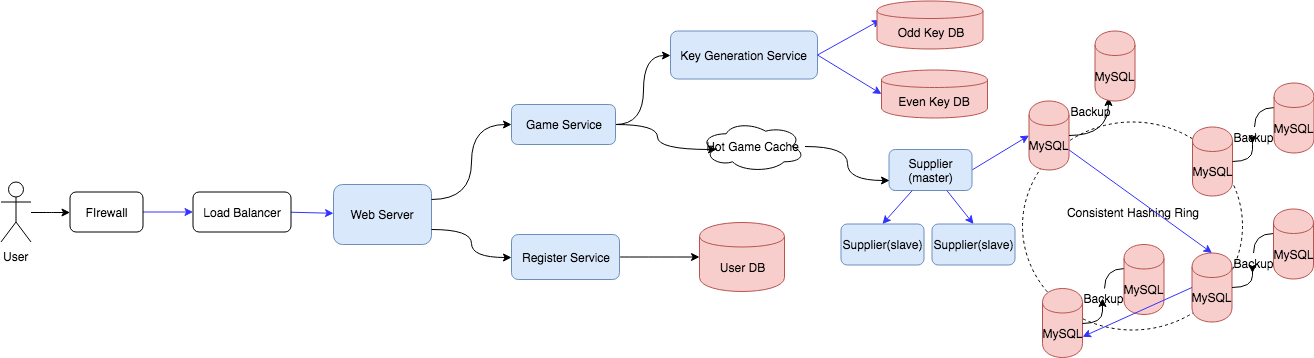 Odd Key DB
Key Generation Service
MySQL
Even Key DB
Backup
MySQL
Game Service
Backup
MySQL
Hot Game Cache
MySQL
Supplier
(master)
MySQL
User
FIrewall
Load Balancer
Web Server
Consistent Hashing Ring
Register Service
User DB
Supplier(slave)
Supplier(slave)
MySQL
Backup
MySQL
Backup
MySQL
MySQL
MySQL